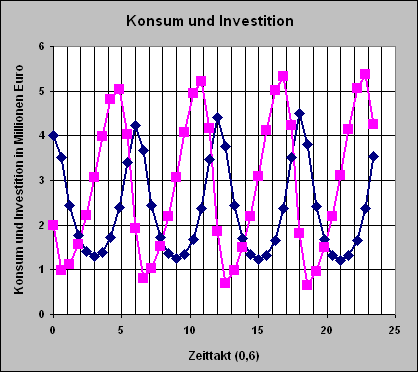 Konsum und Investition
Konsum und Investition in Millionen Euro
6
5
4
3
2
1
0
0 5 10 15 20 25
Zeittakt (0,6)